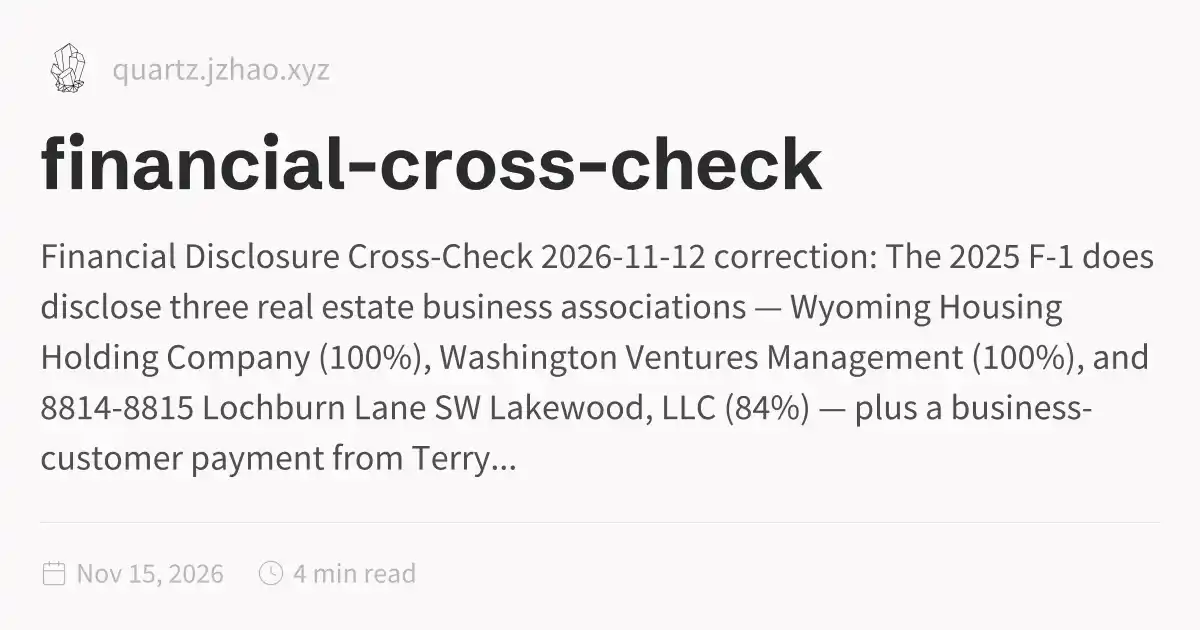 quartz.jzhao.xyz
financial-cross-check
Financial Disclosure Cross-Check 2026-11-12 correction: The 2025 F-1 does
disclose three real estate business associations — Wyoming Housing
Holding Company (100%), Washington Ventures Management (100%), and
8814-8815 Lochburn Lane SW Lakewood, LLC (84%) — plus a business-
customer payment from Terry...
Nov 15, 2026 4 min read